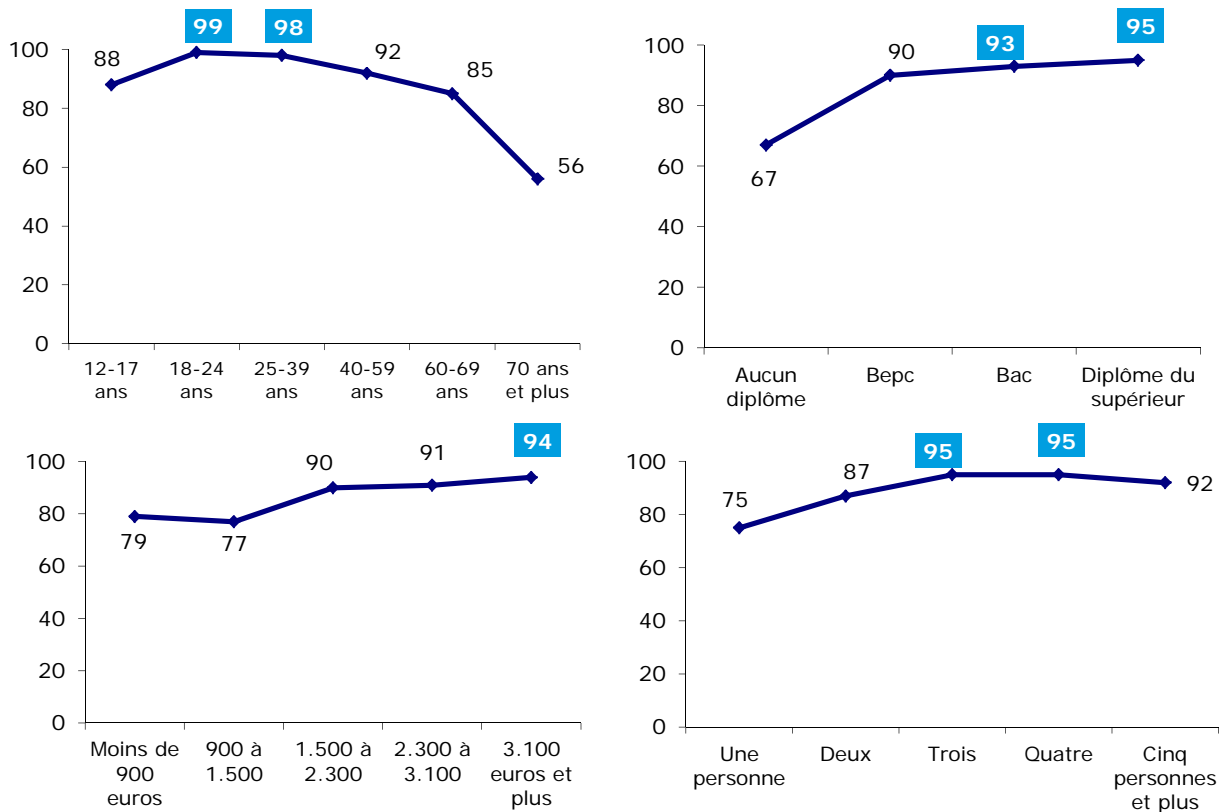 99 98
88 92 85 56
100
80
60
40
20
0
12-17 18-24 25-39 40-59 60-69 70 ans
ans ans ans ans ans et plus
90 93 95
67
100
80
60
40
20
0
Aucun Bepc Bac Diplôme du
diplôme supérieur
90 91 94
79 77
100
80
60
40
20
0
Moins de 900 à 1.500 à 2.300 à 3.100
900 1.500 2.300 3.100 euros et
euros plus
75 87 95 95 92
100
80
60
40
20
0
Une Deux Trois Quatre Cinq
personne personnes
et plus